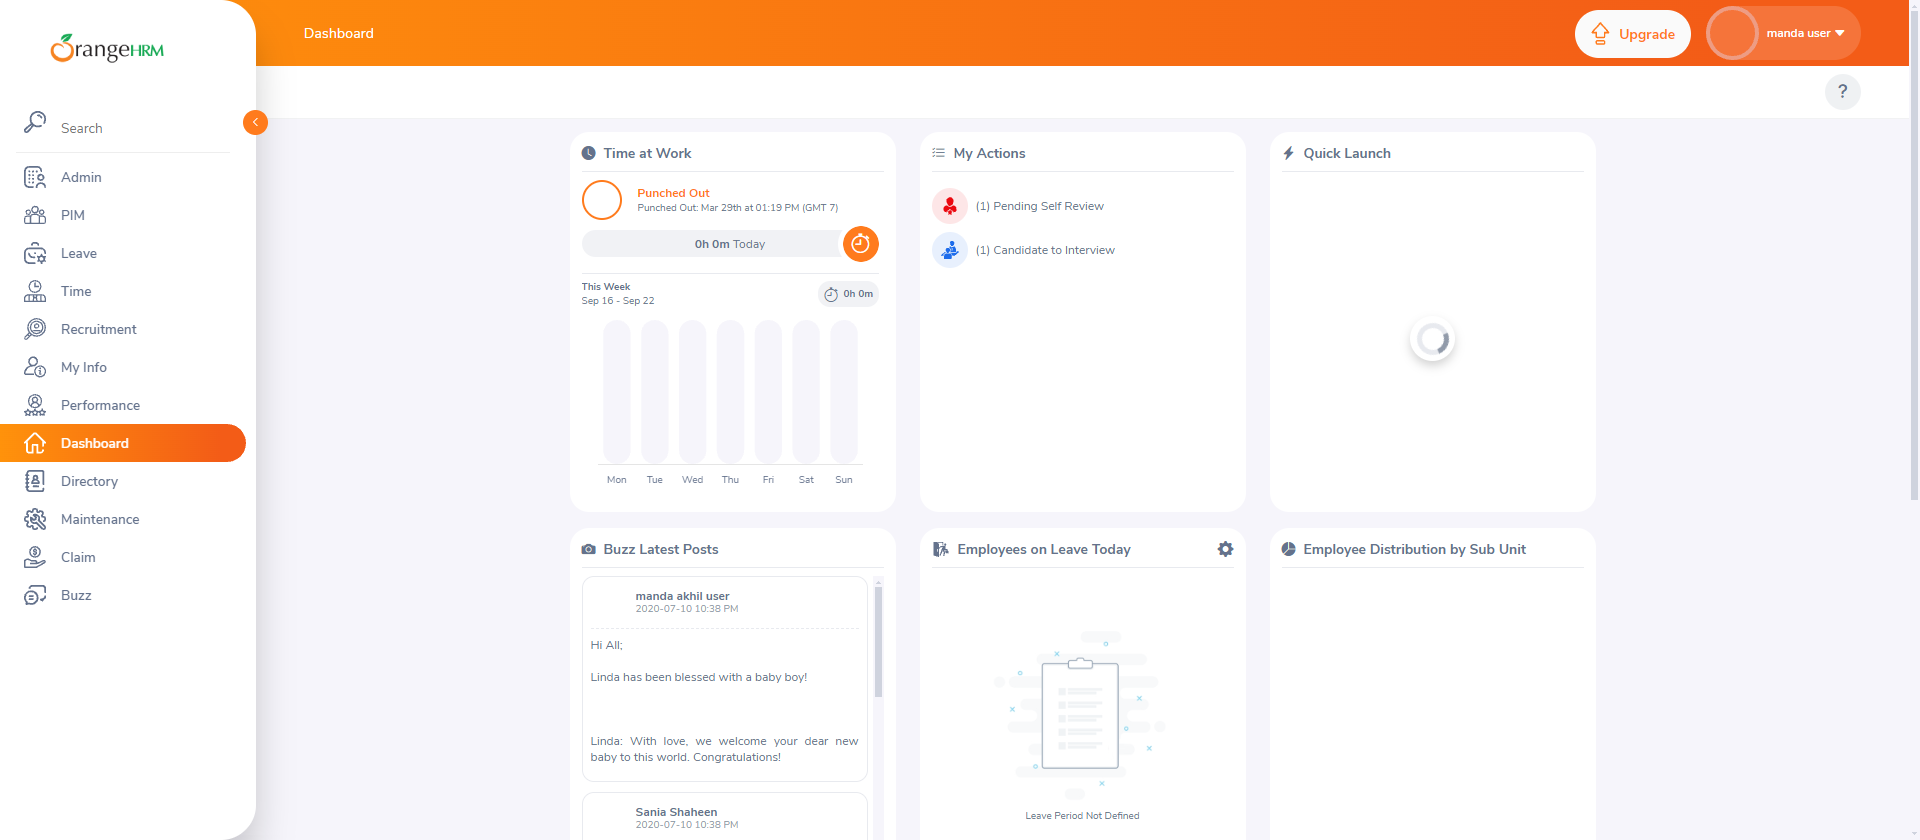 OrangeHRM
Search
Admin
PIM
Leave
Time
Recruitment
My Info
Performance
Dashboard
Directory
Maintenance
Claim
Buzz
Dashboard
Upgrade
manda user
?
Time at Work
Punched Out
Punched Out: Mar 29th at 01:19 PM (GMT 7)
0h 0m Today
This Week
Sep 16 - Sep 22
0h 0m
Mon Tue Wed Thu Fri Sat Sun
My Actions
(1) Pending Self Review
(1) Candidate to Interview
Quick Launch
Buzz Latest Posts
manda akhil user
2020-07-10 10:38 PM
Hi All;
Linda has been blessed with a baby boy!
Linda: With love, we welcome your dear new
baby to this world. Congratulations!
Sania Shaheen
2020-07-10 10:38 PM
Employees on Leave Today
Leave Period Not Defined
Employee Distribution by Sub Unit